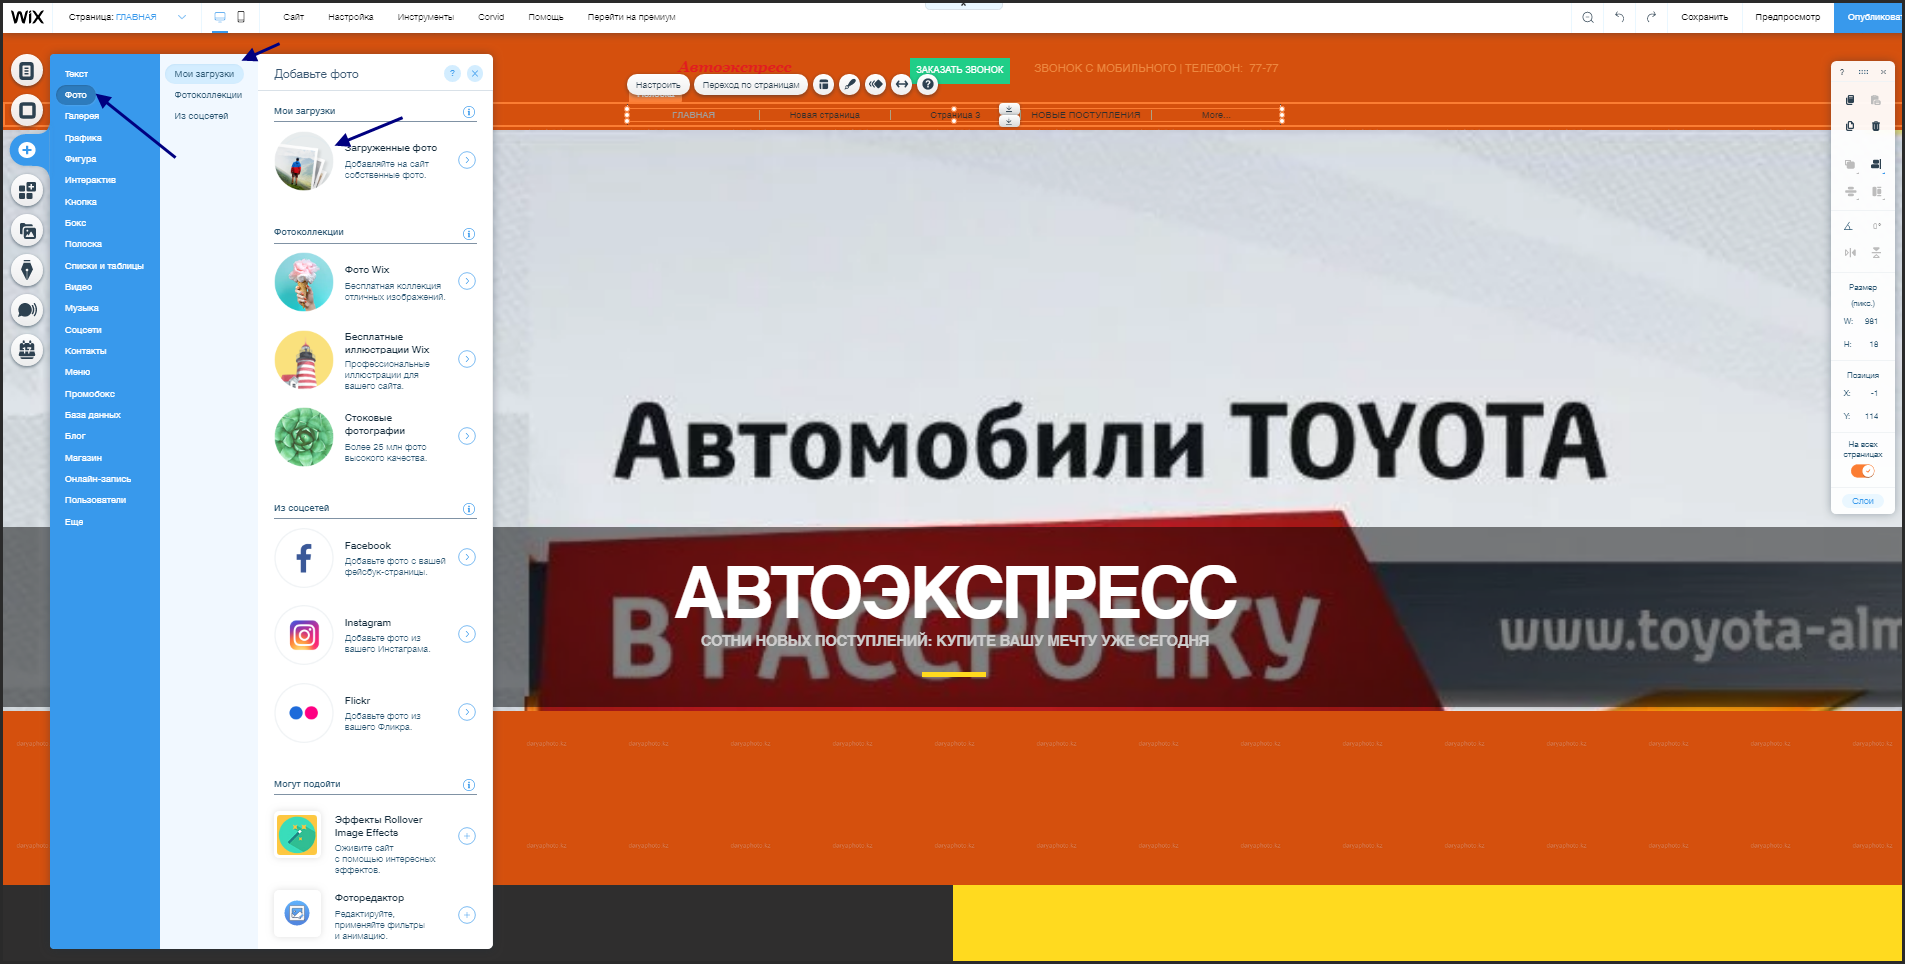 WiX
Страница: ГЛАВНАЯ
Сайт
Настройка
Инструменты
Corvid
Помощь
Перейти на премиум
Сохранить
Предпросмотр
Опубликова
Текст
Фото
Галерея
Графика
Фигура
Интерактив
Кнопка
Бокс
Полоска
Списки и таблицы
Видео
Музыка
Соцсети
Контакты
Меню
Промобокс
База данных
Блог
Магазин
Онлайн-запись
Пользователи
Еще
Мои загрузки
Фотоколлекции
Из соцсетей
Добавьте фото
?
Мои загрузки
Загруженные фото
Добавляйте на сайт
собственные фото.
Фотоколлекции
Фото Wix
Бесплатная коллекция
отличных изображений.
Бесплатные
иллюстрации Wix
Профессиональные
иллюстрации для
вашего сайта.
Стоковые
фотографии
Более 25 млн фото
высокого качества.
Из соцсетей
Facebook
Добавьте фото с вашей
фейсбук-страницы.
Instagram
Добавьте фото из
вашего Инстаграма.
Flickr
Добавьте фото из
вашего Фликра.
Могут подойти
Эффекты Rollover
Image Effects
Оживите сайт
с помощью интересных
эффектов.
Фоторедактор
Редактируйте,
применяйте фильтры
и анимацию.
Автоэкспресс
ЗАКАЗАТЬ ЗВОНОК
ЗВОНОК С МОБИЛЬНОГО | ТЕЛЕФОН: 77-77
Настроить
Переход по страницам
?
ГЛАВНАЯ
Новая страница
Страница 3
НОВЫЕ ПОСТУПЛЕНИЯ
More...
Автомобили TOYOTA
В РАССРОЧКУ
www.toyota-alm
АВТОЭКСПРЕСС
СОТНИ НОВЫХ ПОСТУПЛЕНИЙ: КУПИТЕ ВАШУ МЕЧТУ УЖЕ СЕГОДНЯ
?
0°
Размер
(пикс.)
W: 981
H: 18
Позиция
X: -1
Y: 114
На всех
страницах
Слои